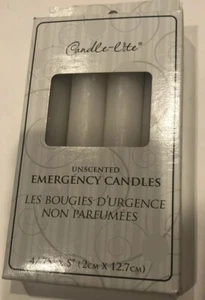 Candle-lite®
UNSCENTED
EMERGENCY CANDLES
LES BOUGIES D'URGENCE
NON PARFUMÉES
5" (2CM X 12.7CM)